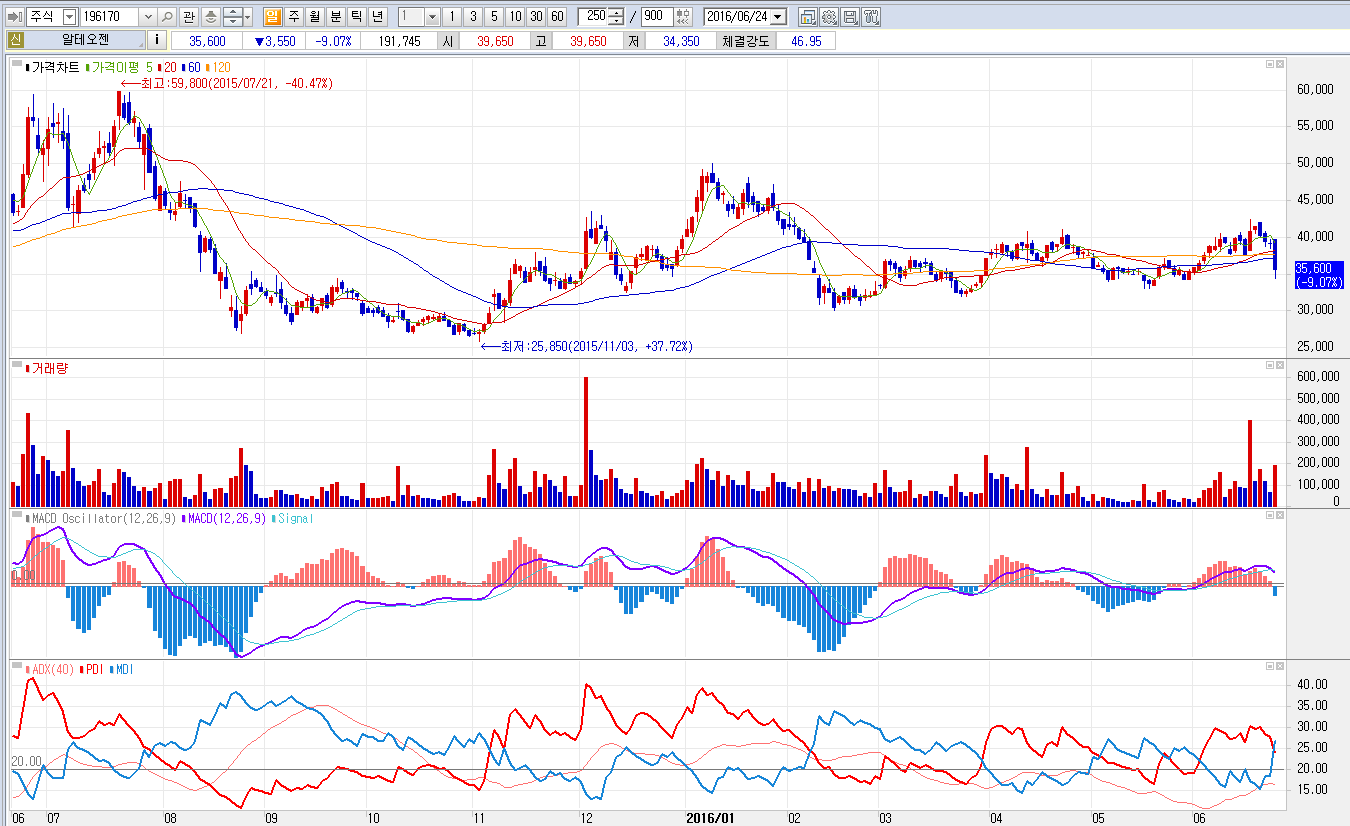 주식 196170 관 일 주 월 분 틱 년 1 1 3 5 10 30 60 250 / 900 2016/06/24
신 알테오젠 i 35,600 ▼3,550 -9.07% 191,745 시 39,650 고 39,650 저 34,350 체결강도 46.95
가격차트 가격이평 5 20 60 120
←최고:59,800(2015/07/21, -40.47%)
60,000
55,000
50,000
45,000
40,000
35,600
(-9.07%)
30,000
25,000
←최저:25,850(2015/11/03, +37.72%)
거래량
600,000
500,000
400,000
300,000
200,000
100,000
0
MACD Oscillator(12,26,9) MACD(12,26,9) Signal
0.00
ADX(40) PDI MDI
40.00
35.00
30.00
25.00
20.00
20.00
15.00
06 07 08 09 10 11 12 2016/01 02 03 04 05 06